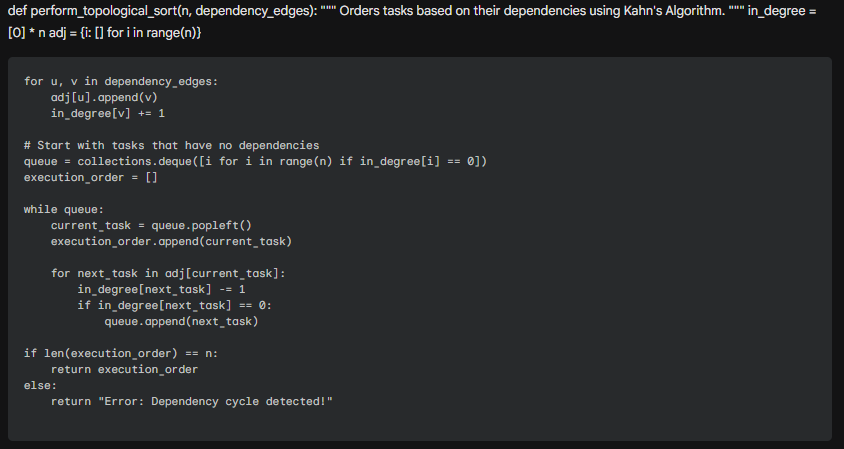 def perform_topological_sort(n, dependency_edges): """ Orders tasks based on their dependencies using Kahn's Algorithm. """ in_degree =
[0] * n adj = {i: [] for i in range(n)}
for u, v in dependency_edges:
    adj[u].append(v)
    in_degree[v] += 1
# Start with tasks that have no dependencies
queue = collections.deque([i for i in range(n) if in_degree[i] == 0])
execution_order = []
while queue:
    current_task = queue.popleft()
    execution_order.append(current_task)
    for next_task in adj[current_task]:
        in_degree[next_task] -= 1
        if in_degree[next_task] == 0:
            queue.append(next_task)
if len(execution_order) == n:
    return execution_order
else:
    return "Error: Dependency cycle detected!"